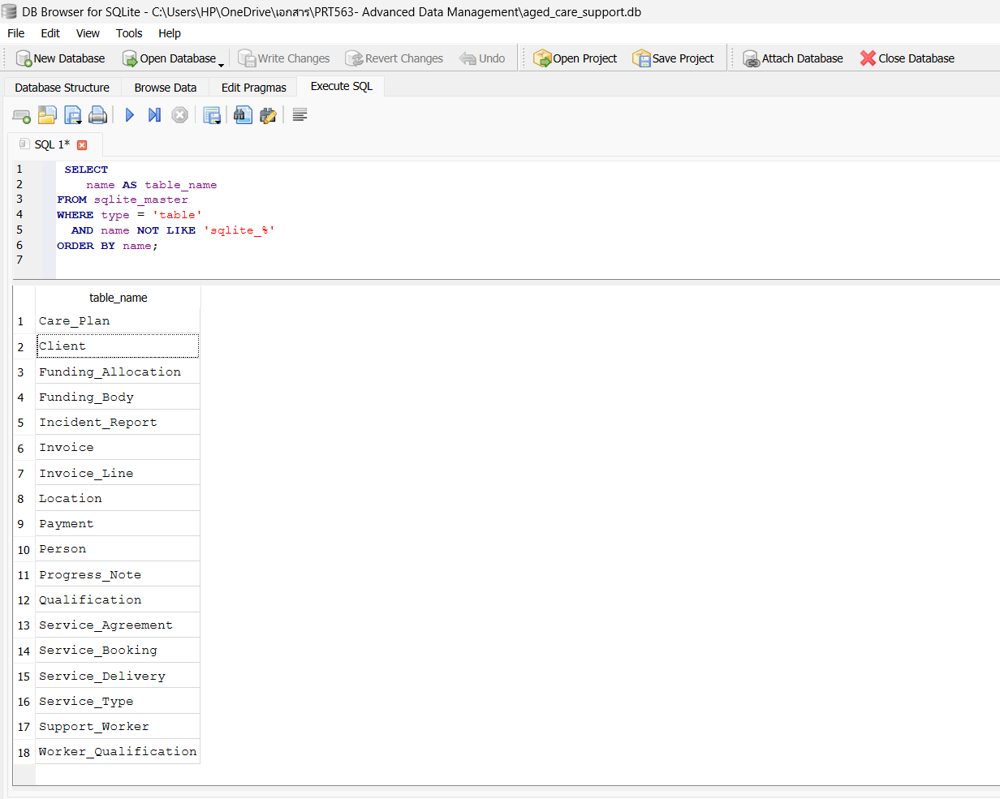 DB Browser for SQLite - C:\Users\HP\OneDrive\เอกสาร\PRT563- Advanced Data Management\aged_care_support.db
File Edit View Tools Help
New Database Open Database Write Changes Revert Changes Undo Open Project Save Project Attach Database Close Database
Database Structure Browse Data Edit Pragmas Execute SQL
SQL 1*
1 SELECT
2 name AS table_name
3 FROM sqlite_master
4 WHERE type = 'table'
5 AND name NOT LIKE 'sqlite_%'
6 ORDER BY name;
7
table_name
1 Care_Plan
2 Client
3 Funding_Allocation
4 Funding_Body
5 Incident_Report
6 Invoice
7 Invoice_Line
8 Location
9 Payment
10 Person
11 Progress_Note
12 Qualification
13 Service_Agreement
14 Service_Booking
15 Service_Delivery
16 Service_Type
17 Support_Worker
18 Worker_Qualification